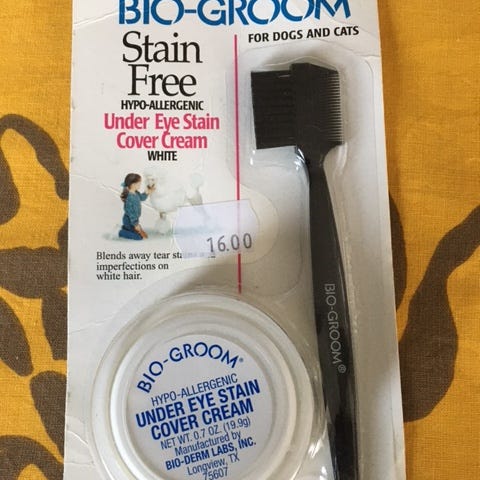 BIO-GROOM
FOR DOGS AND CATS
Stain
Free
HYPO-ALLERGENIC
Under Eye Stain
Cover Cream
WHITE
16.00
Blends away tear
imperfections on
white hair.
BIO-GROOM®
BIO-GROOM®
HYPO-ALLERGENIC
UNDER EYE STAIN
COVER CREAM
NET WT. 0.7 OZ. (19.9g)
Manufactured by
BIO-DERM LABS, INC.
Longview, TX
75607